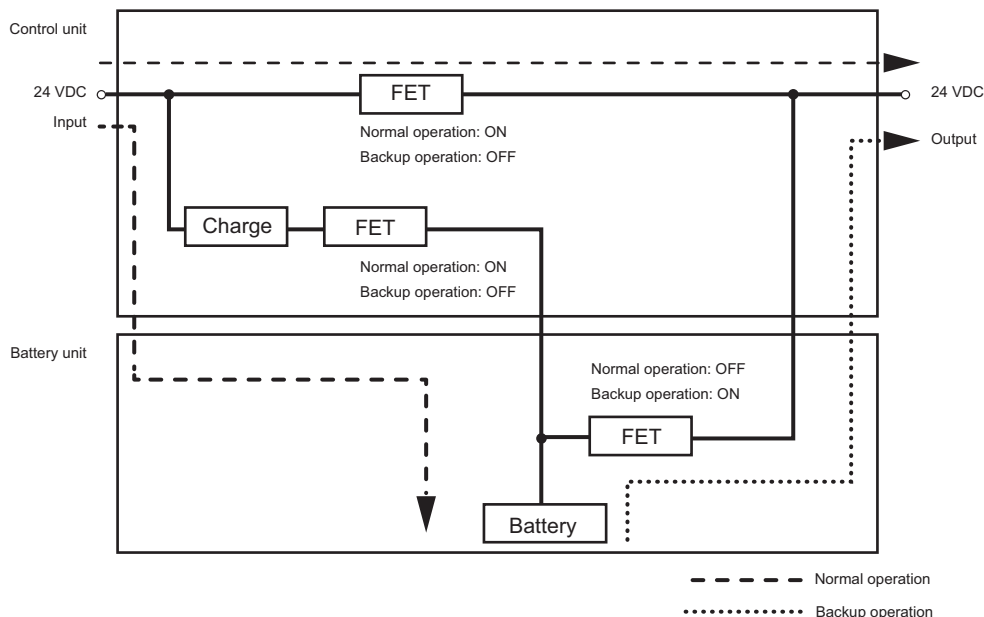 Control unit
24 VDC
FET
24 VDC
Input
Normal operation: ON
Backup operation: OFF
Output
Charge
FET
Normal operation: ON
Backup operation: OFF
Battery unit
Normal operation: OFF
Backup operation: ON
FET
Battery
Normal operation
Backup operation